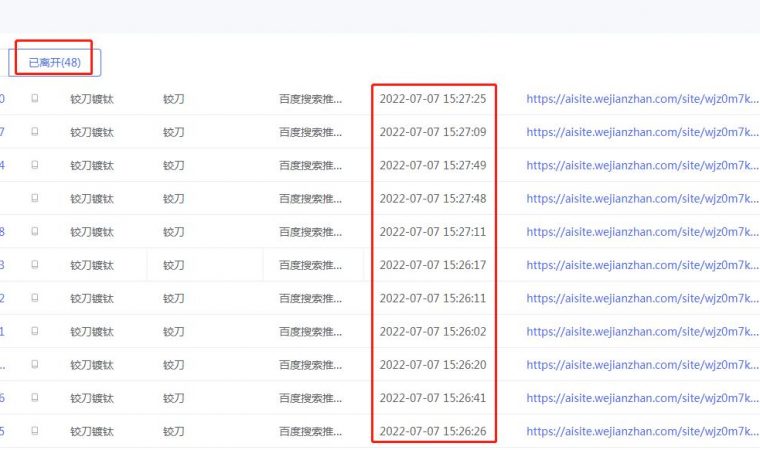 已离开(48)
0 铰刀镀钛 铰刀 百度搜索推... 2022-07-07 15:27:25 https://aisite.wejianzhan.com/site/wjz0m7k...
7 铰刀镀钛 铰刀 百度搜索推... 2022-07-07 15:27:09 https://aisite.wejianzhan.com/site/wjz0m7k...
4 铰刀镀钛 铰刀 百度搜索推... 2022-07-07 15:27:49 https://aisite.wejianzhan.com/site/wjz0m7k...
铰刀镀钛 铰刀 百度搜索推... 2022-07-07 15:27:48 https://aisite.wejianzhan.com/site/wjz0m7k...
8 铰刀镀钛 铰刀 百度搜索推... 2022-07-07 15:27:11 https://aisite.wejianzhan.com/site/wjz0m7k...
3 铰刀镀钛 铰刀 百度搜索推... 2022-07-07 15:26:17 https://aisite.wejianzhan.com/site/wjz0m7k...
2 铰刀镀钛 铰刀 百度搜索推... 2022-07-07 15:26:11 https://aisite.wejianzhan.com/site/wjz0m7k...
1 铰刀镀钛 铰刀 百度搜索推... 2022-07-07 15:26:02 https://aisite.wejianzhan.com/site/wjz0m7k...
... 铰刀镀钛 铰刀 百度搜索推... 2022-07-07 15:26:20 https://aisite.wejianzhan.com/site/wjz0m7k...
6 铰刀镀钛 铰刀 百度搜索推... 2022-07-07 15:26:41 https://aisite.wejianzhan.com/site/wjz0m7k...
5 铰刀镀钛 铰刀 百度搜索推... 2022-07-07 15:26:26 https://aisite.wejianzhan.com/site/wjz0m7k...